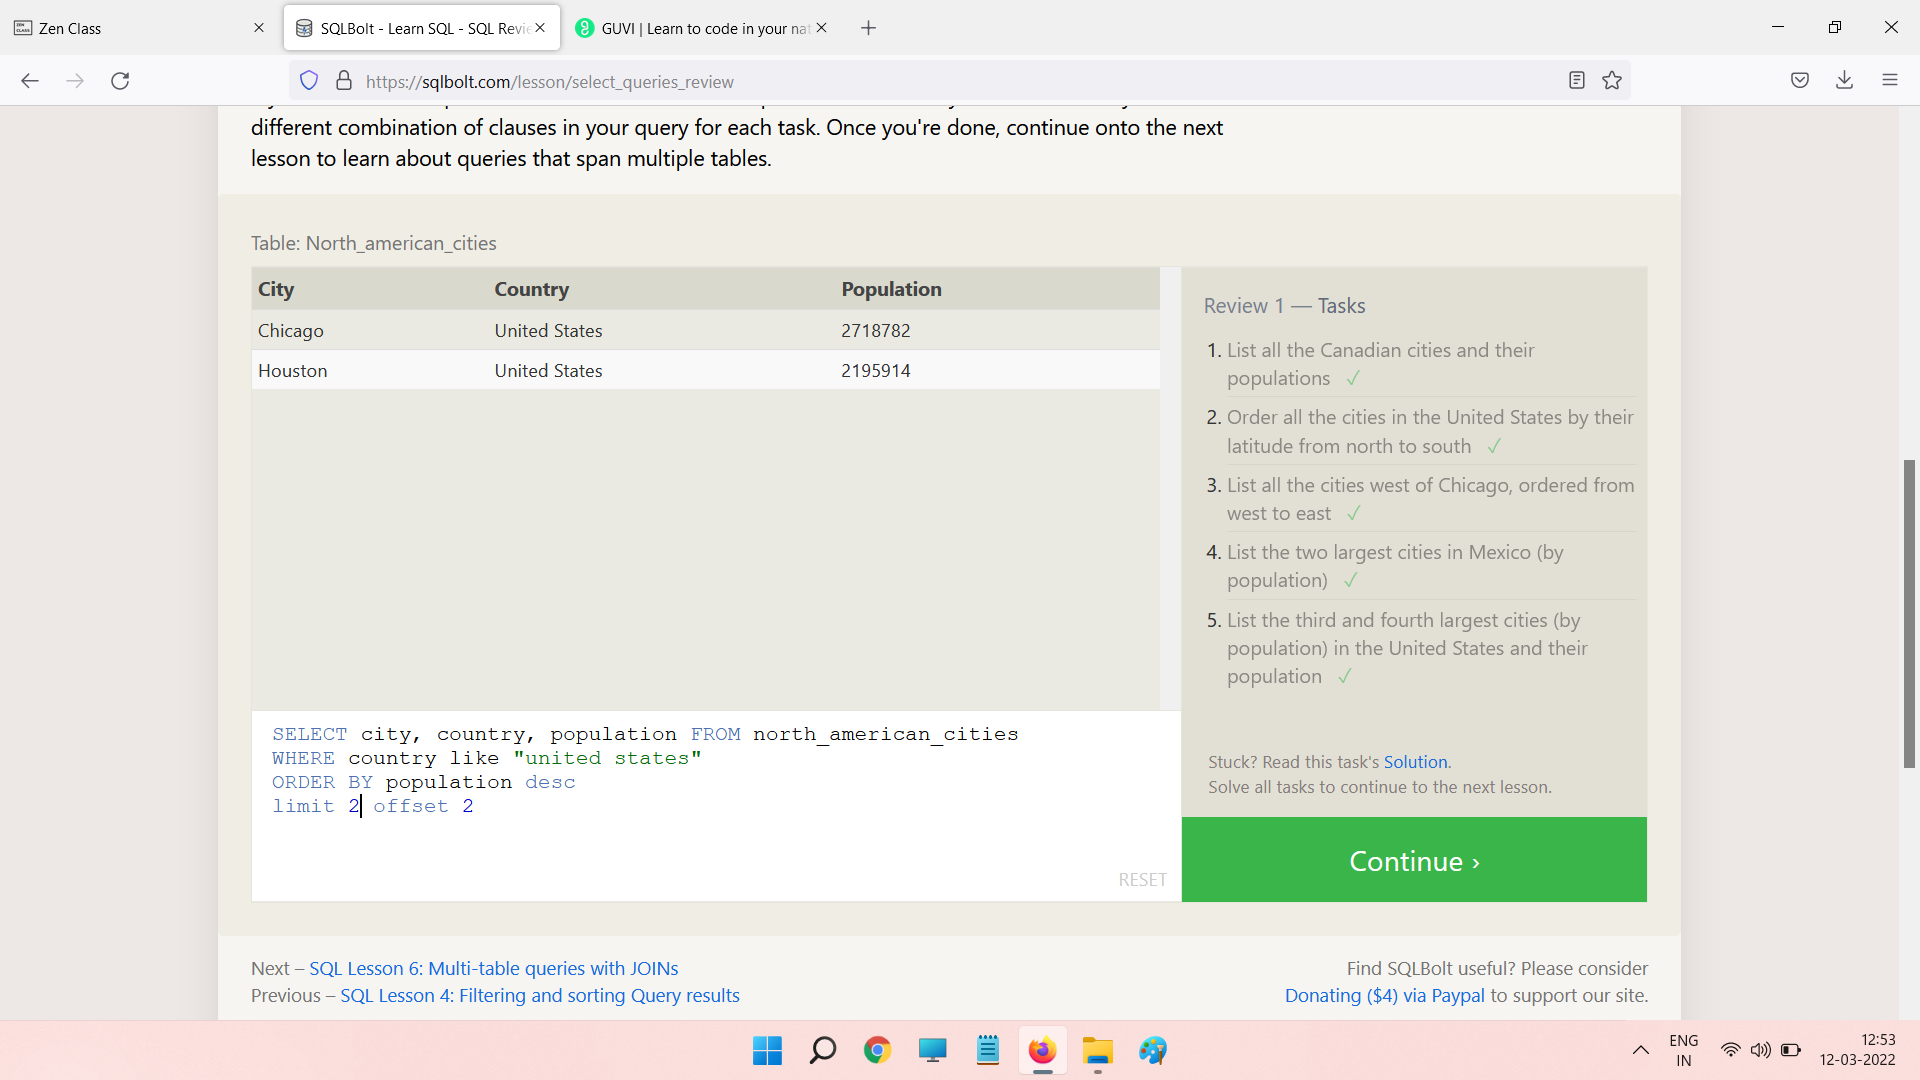 Zen Class
SQLBolt - Learn SQL - SQL Revie
GUVI | Learn to code in your nat
https://sqlbolt.com/lesson/select_queries_review
different combination of clauses in your query for each task. Once you're done, continue onto the next
lesson to learn about queries that span multiple tables.
Table: North_american_cities
City Country Population
Chicago United States 2718782
Houston United States 2195914
Review 1 — Tasks
1. List all the Canadian cities and their
populations ✓
2. Order all the cities in the United States by their
latitude from north to south ✓
3. List all the cities west of Chicago, ordered from
west to east ✓
4. List the two largest cities in Mexico (by
population) ✓
5. List the third and fourth largest cities (by
population) in the United States and their
population ✓
SELECT city, country, population FROM north_american_cities
WHERE country like "united states"
ORDER BY population desc
limit 2 offset 2
RESET
Stuck? Read this task's Solution.
Solve all tasks to continue to the next lesson.
Continue ›
Next – SQL Lesson 6: Multi-table queries with JOINs
Previous – SQL Lesson 4: Filtering and sorting Query results
Find SQLBolt useful? Please consider
Donating ($4) via Paypal to support our site.
ENG
IN
12:53
12-03-2022